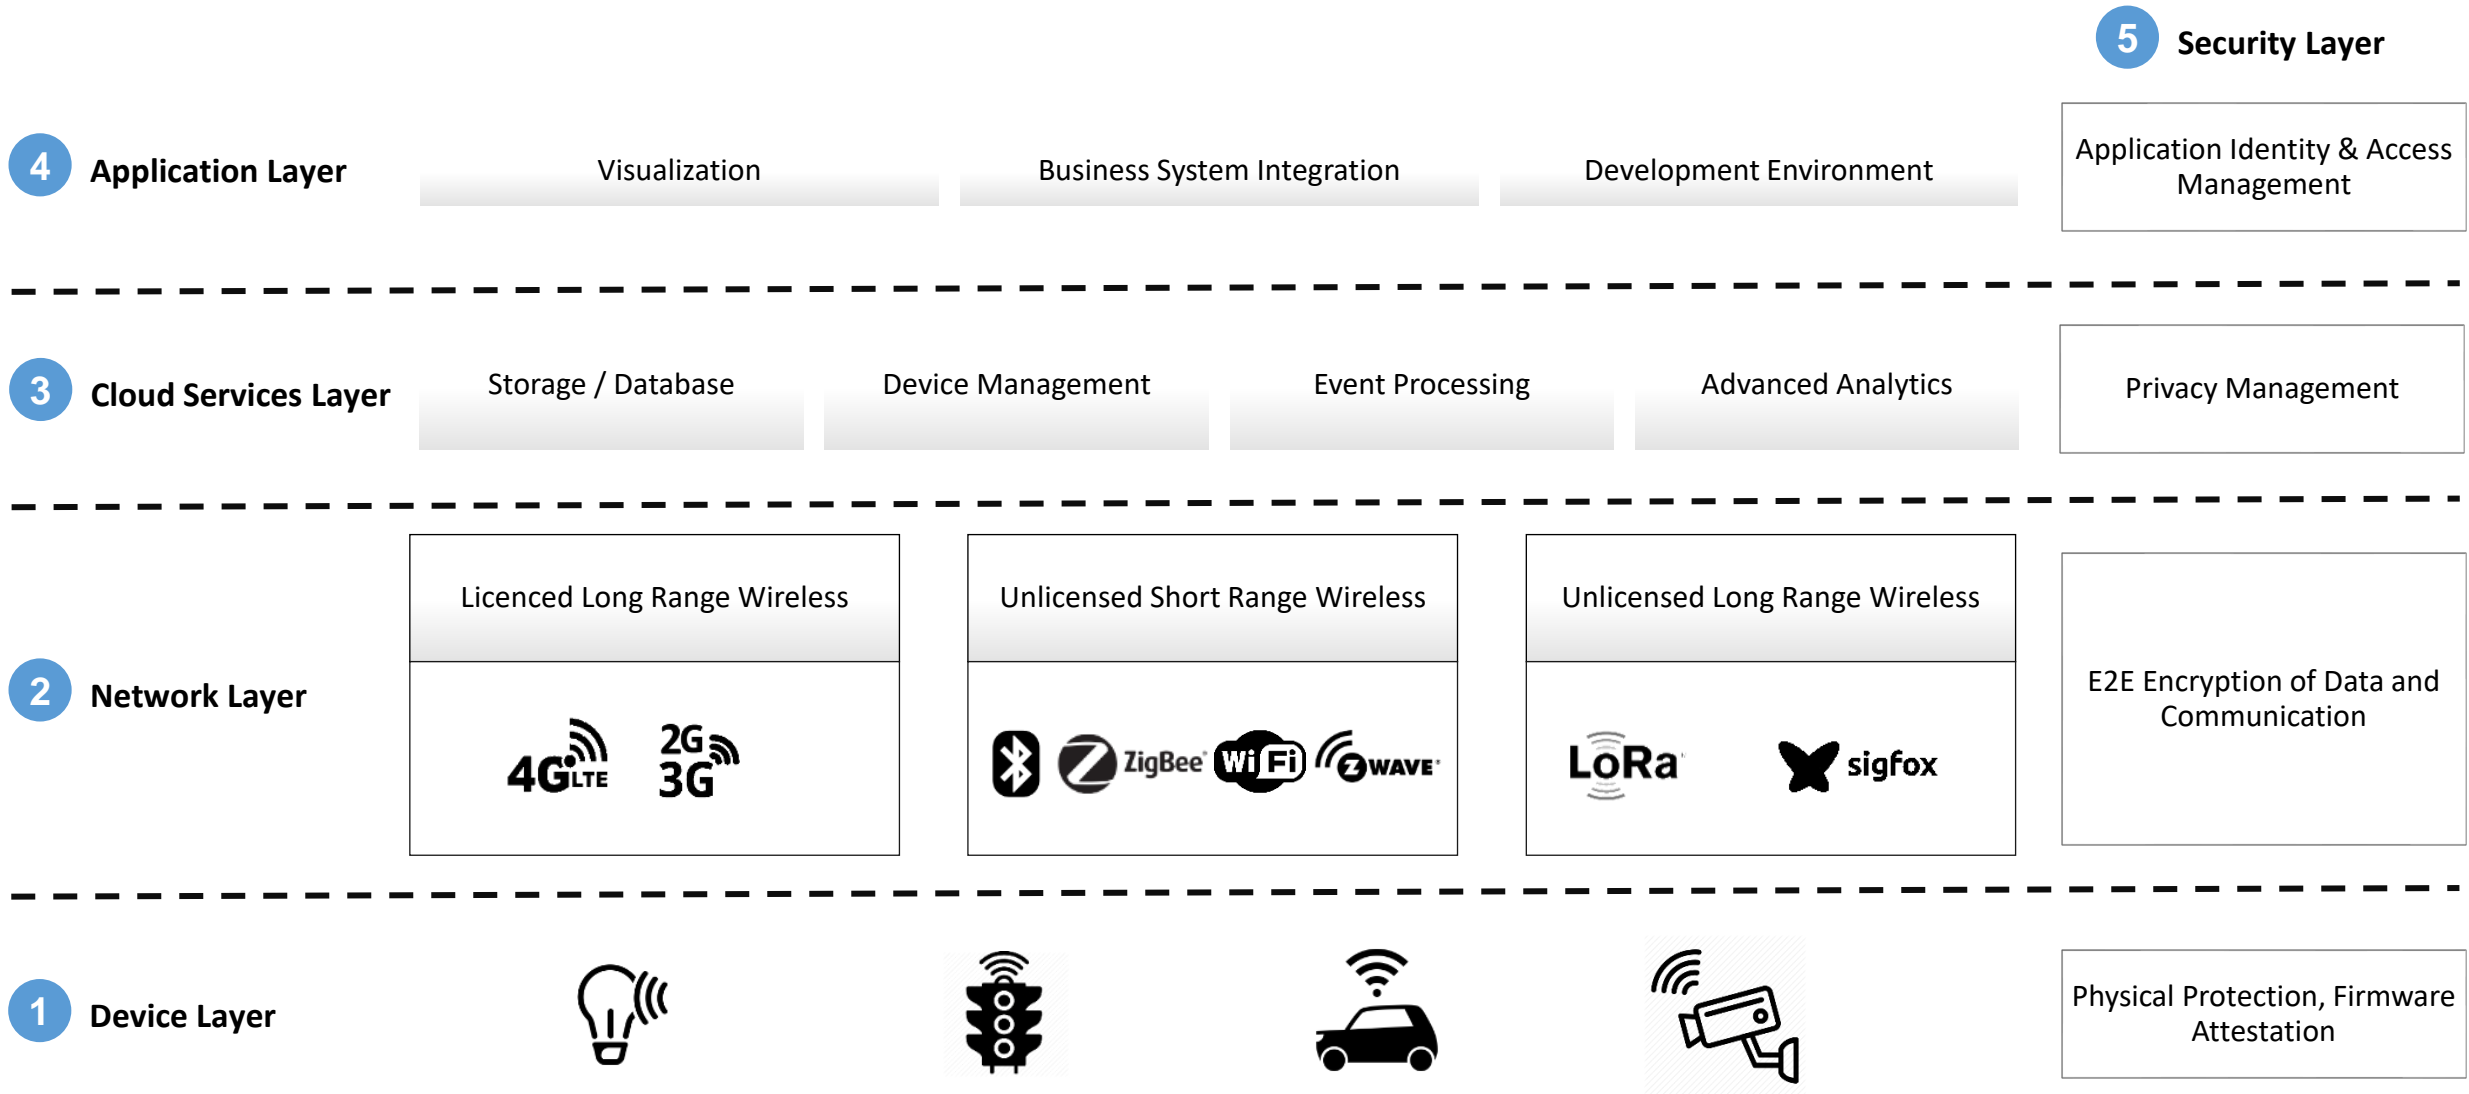 5 Security Layer
4 Application Layer
Visualization
Business System Integration
Development Environment
Application Identity & Access
Management
3 Cloud Services Layer
Storage / Database
Device Management
Event Processing
Advanced Analytics
Privacy Management
2 Network Layer
Licenced Long Range Wireless
4G LTE
2G
3G
Unlicensed Short Range Wireless
ZigBee
WiFi
Z WAVE
Unlicensed Long Range Wireless
LoRa
sigfox
E2E Encryption of Data and
Communication
1 Device Layer
Physical Protection, Firmware
Attestation